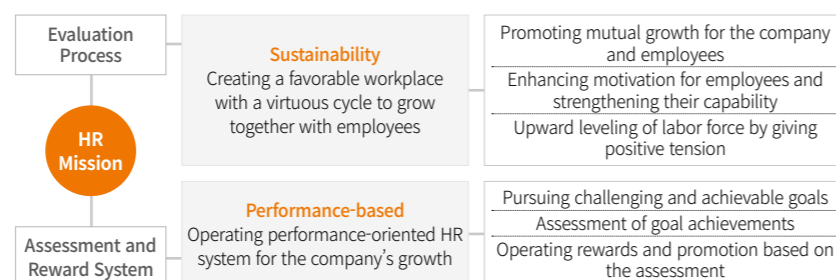 Evaluation
Process
Sustainability
Creating a favorable workplace
with a virtuous cycle to grow
together with employees
Promoting mutual growth for the company
and employees
Enhancing motivation for employees and
strengthening their capability
Upward leveling of labor force by giving
positive tension
HR
Mission
Assessment and
Reward System
Performance-based
Operating performance-oriented HR
system for the company's growth
Pursuing challenging and achievable goals
Assessment of goal achievements
Operating rewards and promotion based on
the assessment